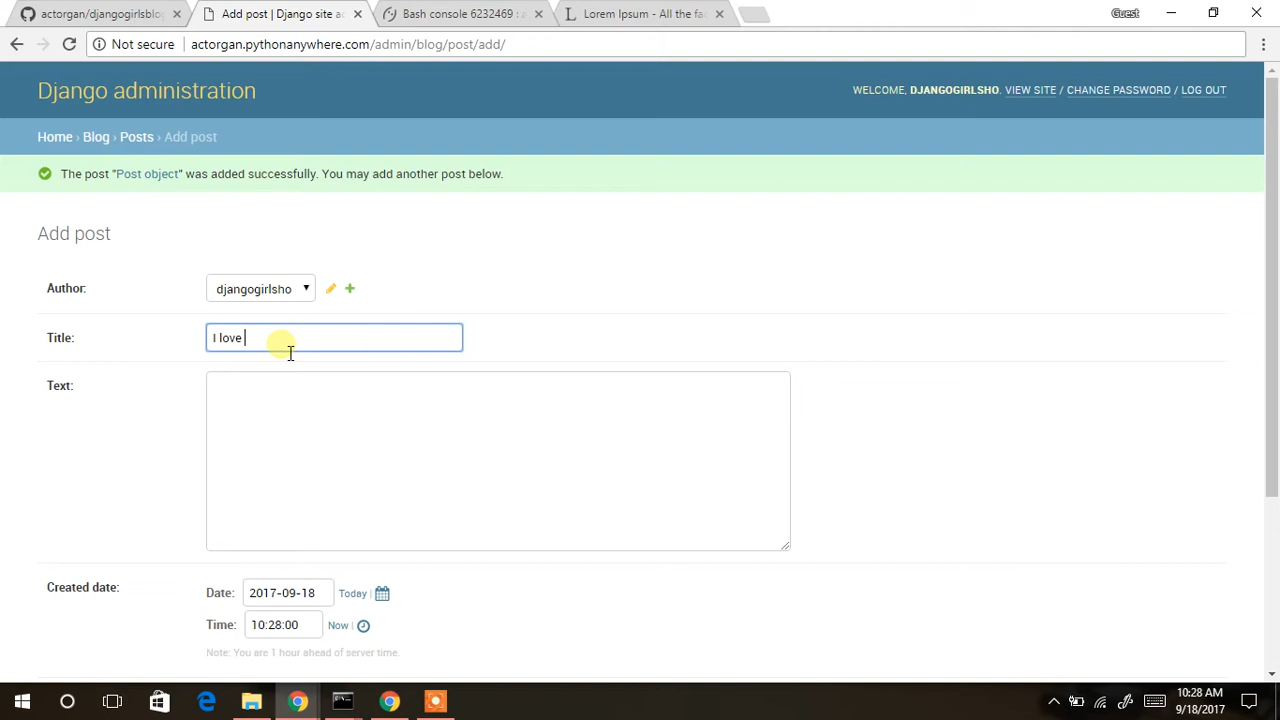 actorgan/djangogirlsblog
Add post | Django site a
Bash console 6232469
Lorem Ipsum - All the fa
Guest
Not secure
actorgan.pythonanywhere.com/admin/blog/post/add/
Django administration
WELCOME, DJANGOGIRLSHO. VIEW SITE / CHANGE PASSWORD / LOG OUT
Home › Blog › Posts › Add post
The post "Post object" was added successfully. You may add another post below.
Add post
Author:
djangogirlsho
Title:
I love
Text:
Created date:
Date: 2017-09-18 Today |
Time: 10:28:00 Now |
Note: You are 1 hour ahead of server time.
10:28 AM
9/18/2017